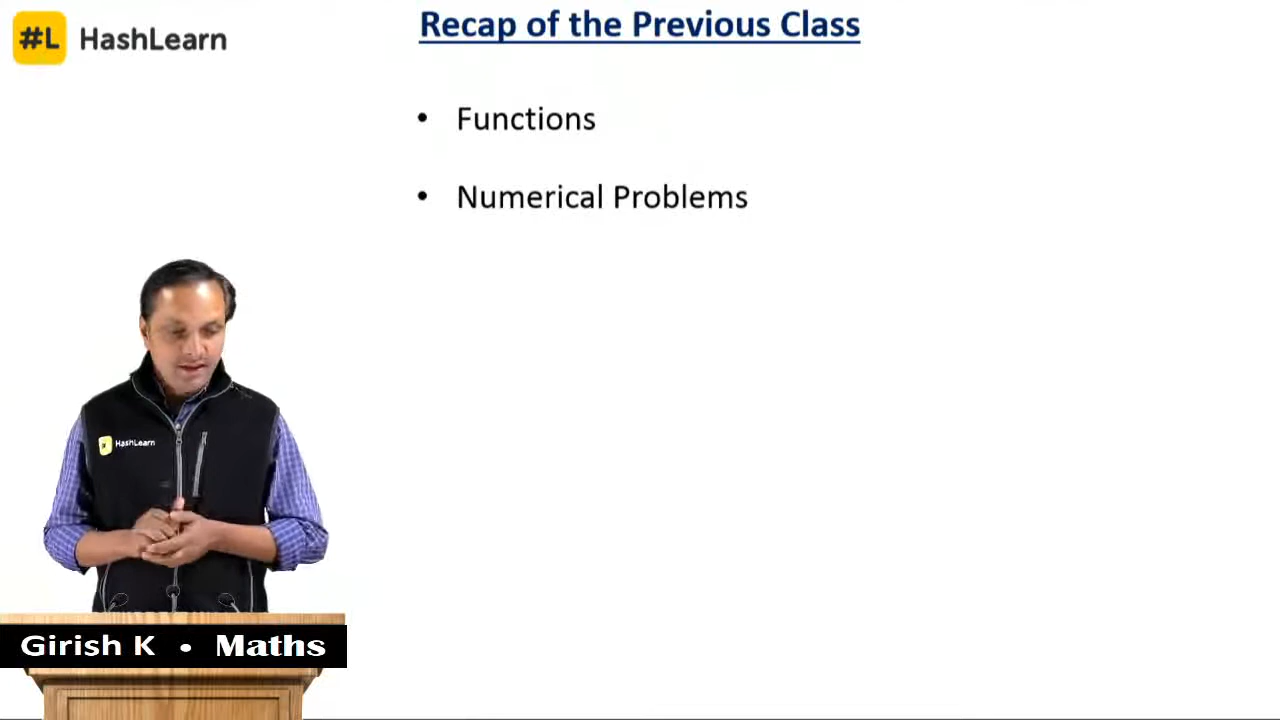 #L HashLearn
Recap of the Previous Class
• Functions
• Numerical Problems
HashLearn
Girish K • Maths